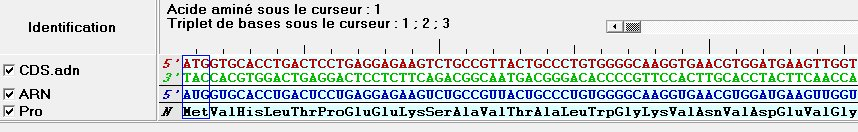 Acide aminé sous le curseur : 1
Identification
Triplet de bases sous le curseur : 1 ; 2 ; 3
5' ATGGTGCACCTGACTCCTGAGGAGAAGTCTGCCGTTACTGCCCTGTGGGGCAAGGTGAACGTGGATGAAGTTGGT
CDS.adn
3' TACCACGTGGACTGAGGACTCCTCTTCAGACGGCAATGACGGGACACCCCGTTCCACTTGCACCTACTTCAACCA
ARN 5' AUGGUGCACCUGACUCCUGAGGAGAAGUCUGCCGUUACUGCCCUGUGGGGCAAGGUGAACGUGGAUGAAGUUGGU
Pro N MetValHisLeuThrProGluGluLysSerAlaValThrAlaLeuTrpGlyLysValAsnValAspGluValGly